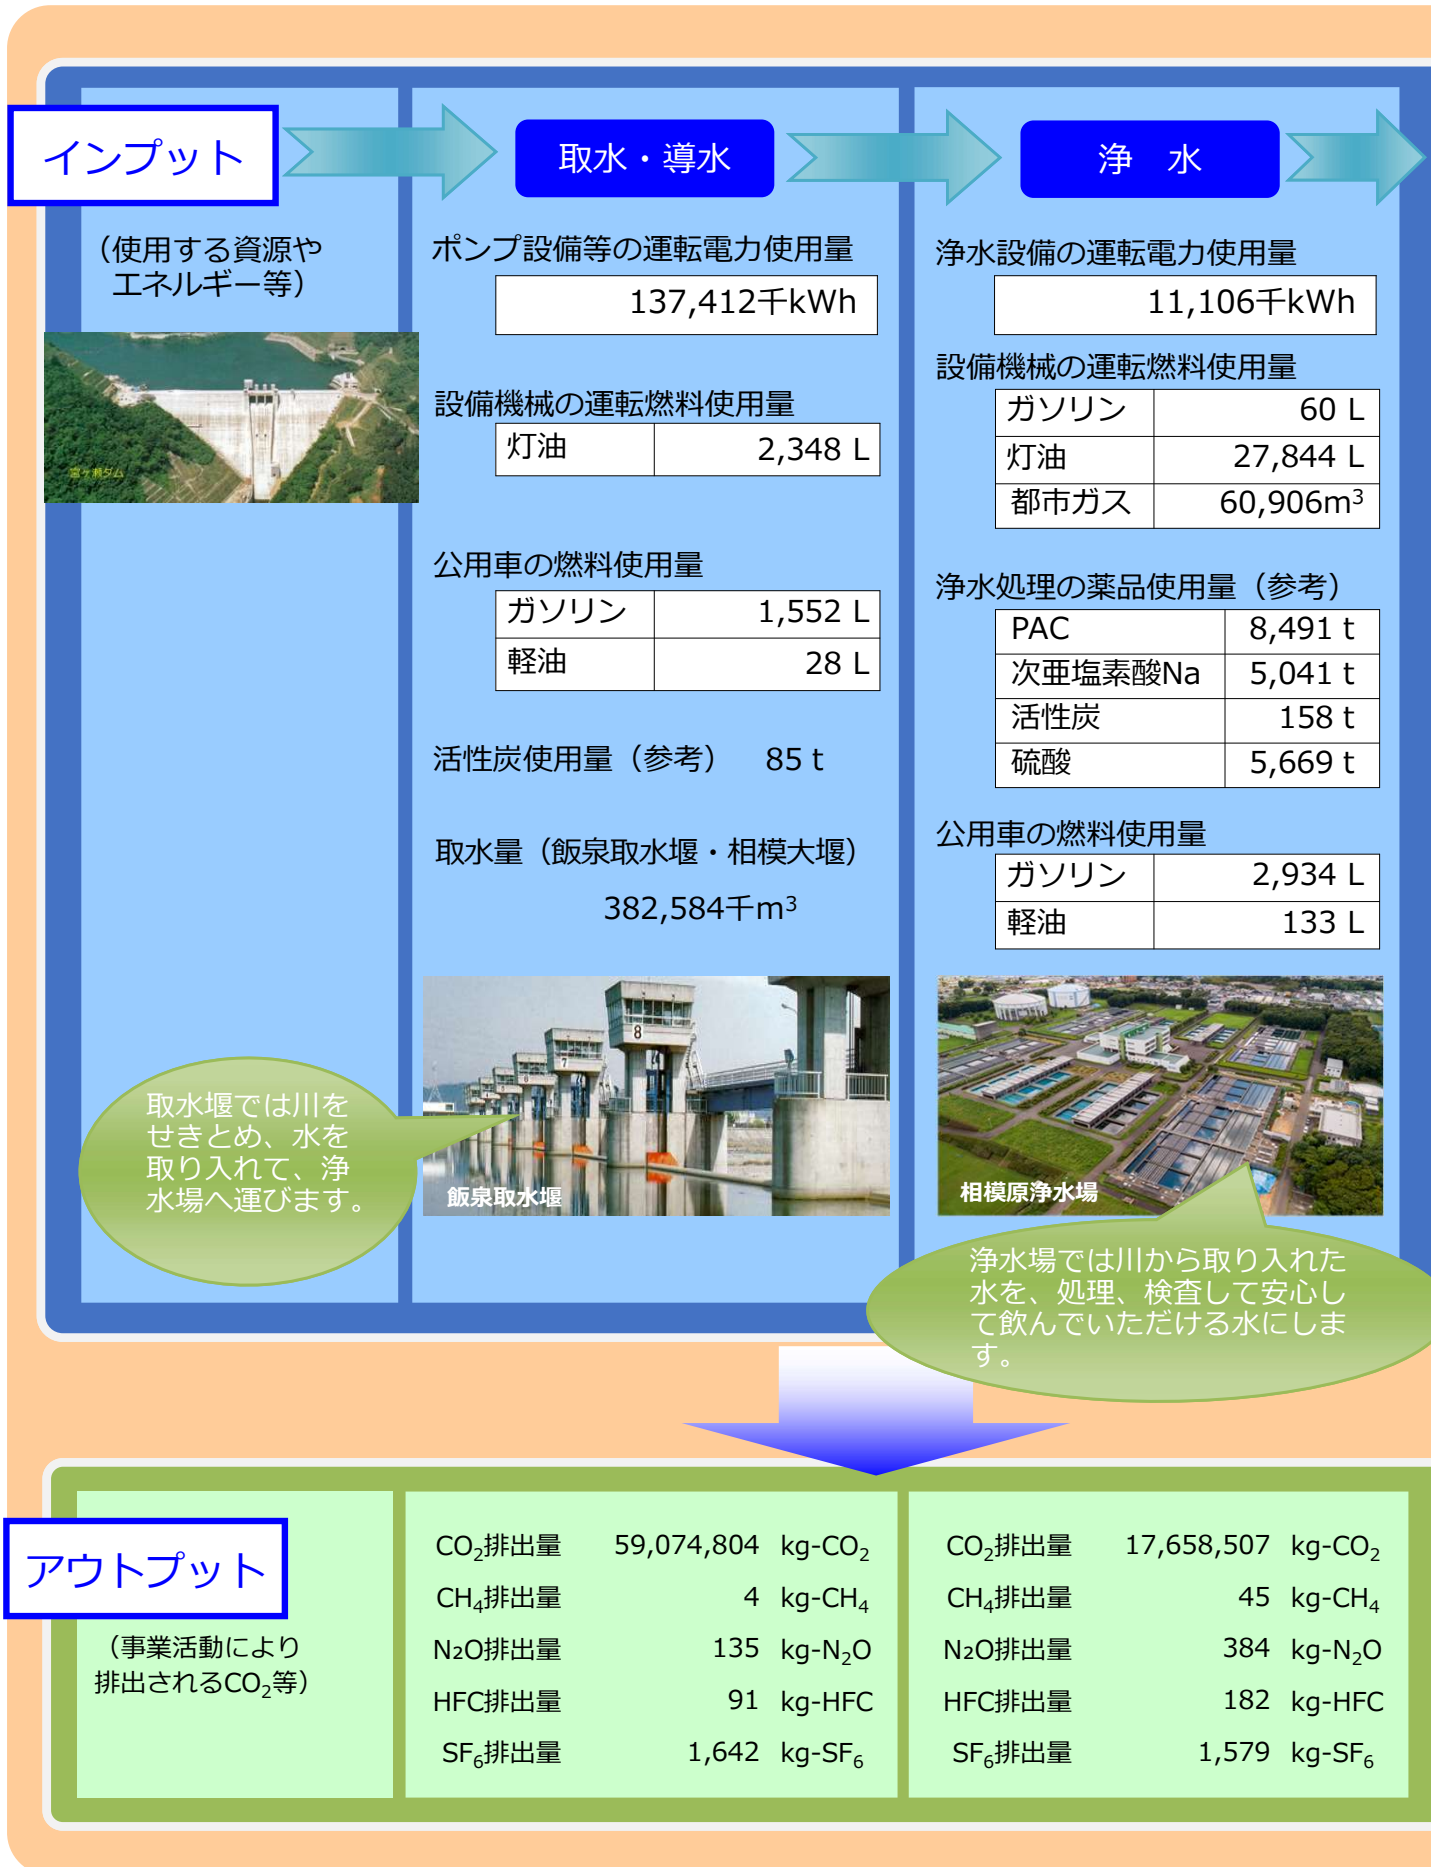 インプット
取水・導水
浄　水
（使用する資源や
エネルギー等）
宮ヶ瀬ダム
ポンプ設備等の運転電力使用量
137,412千kWh
設備機械の運転燃料使用量
灯油 2,348 L
公用車の燃料使用量
ガソリン 1,552 L
軽油 28 L
活性炭使用量（参考） 85 t
取水量（飯泉取水堰・相模大堰）
382,584千m³
8
7
6
飯泉取水堰
取水堰では川を
せきとめ、水を
取り入れて、浄
水場へ運びます。
浄水設備の運転電力使用量
11,106千kWh
設備機械の運転燃料使用量
ガソリン 60 L
灯油 27,844 L
都市ガス 60,906m³
浄水処理の薬品使用量（参考）
PAC 8,491 t
次亜塩素酸Na 5,041 t
活性炭 158 t
硫酸 5,669 t
公用車の燃料使用量
ガソリン 2,934 L
軽油 133 L
相模原浄水場
浄水場では川から取り入れた
水を、処理、検査して安心し
て飲んでいただける水にしま
す。
アウトプット
（事業活動により
排出されるCO₂等）
CO₂排出量 59,074,804 kg-CO₂
CH₄排出量 4 kg-CH₄
N₂O排出量 135 kg-N₂O
HFC排出量 91 kg-HFC
SF₆排出量 1,642 kg-SF₆
CO₂排出量 17,658,507 kg-CO₂
CH₄排出量 45 kg-CH₄
N₂O排出量 384 kg-N₂O
HFC排出量 182 kg-HFC
SF₆排出量 1,579 kg-SF₆